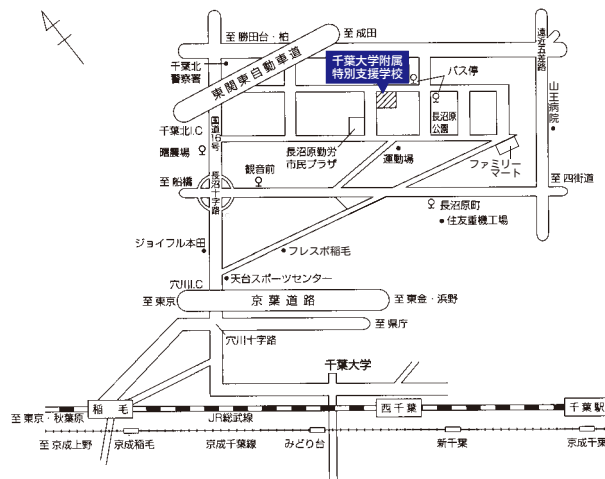 至 勝田台・柏
至 成田
遠近五差路
千葉大学附属
特別支援学校
バス停
千葉北
警察署
東関東自動車道
山王病院
長沼原
公園
国道16号
千葉北I.C
長沼原勤労
市民プラザ
運動場
ファミリー
マート
観音前
至 船橋
長沼十字路
至 四街道
長沼原町
住友重機工場
ジョイフル本田
フレスポ稲毛
穴川I.C
天台スポーツセンター
至 東京
京葉道路
至 東金・浜野
至 県庁
穴川十字路
千葉大学
稲毛
西千葉
千葉駅
至 東京・秋葉原
JR総武線
至 京成上野
京成稲毛
京成千葉線
みどり台
新千葉
京成千葉